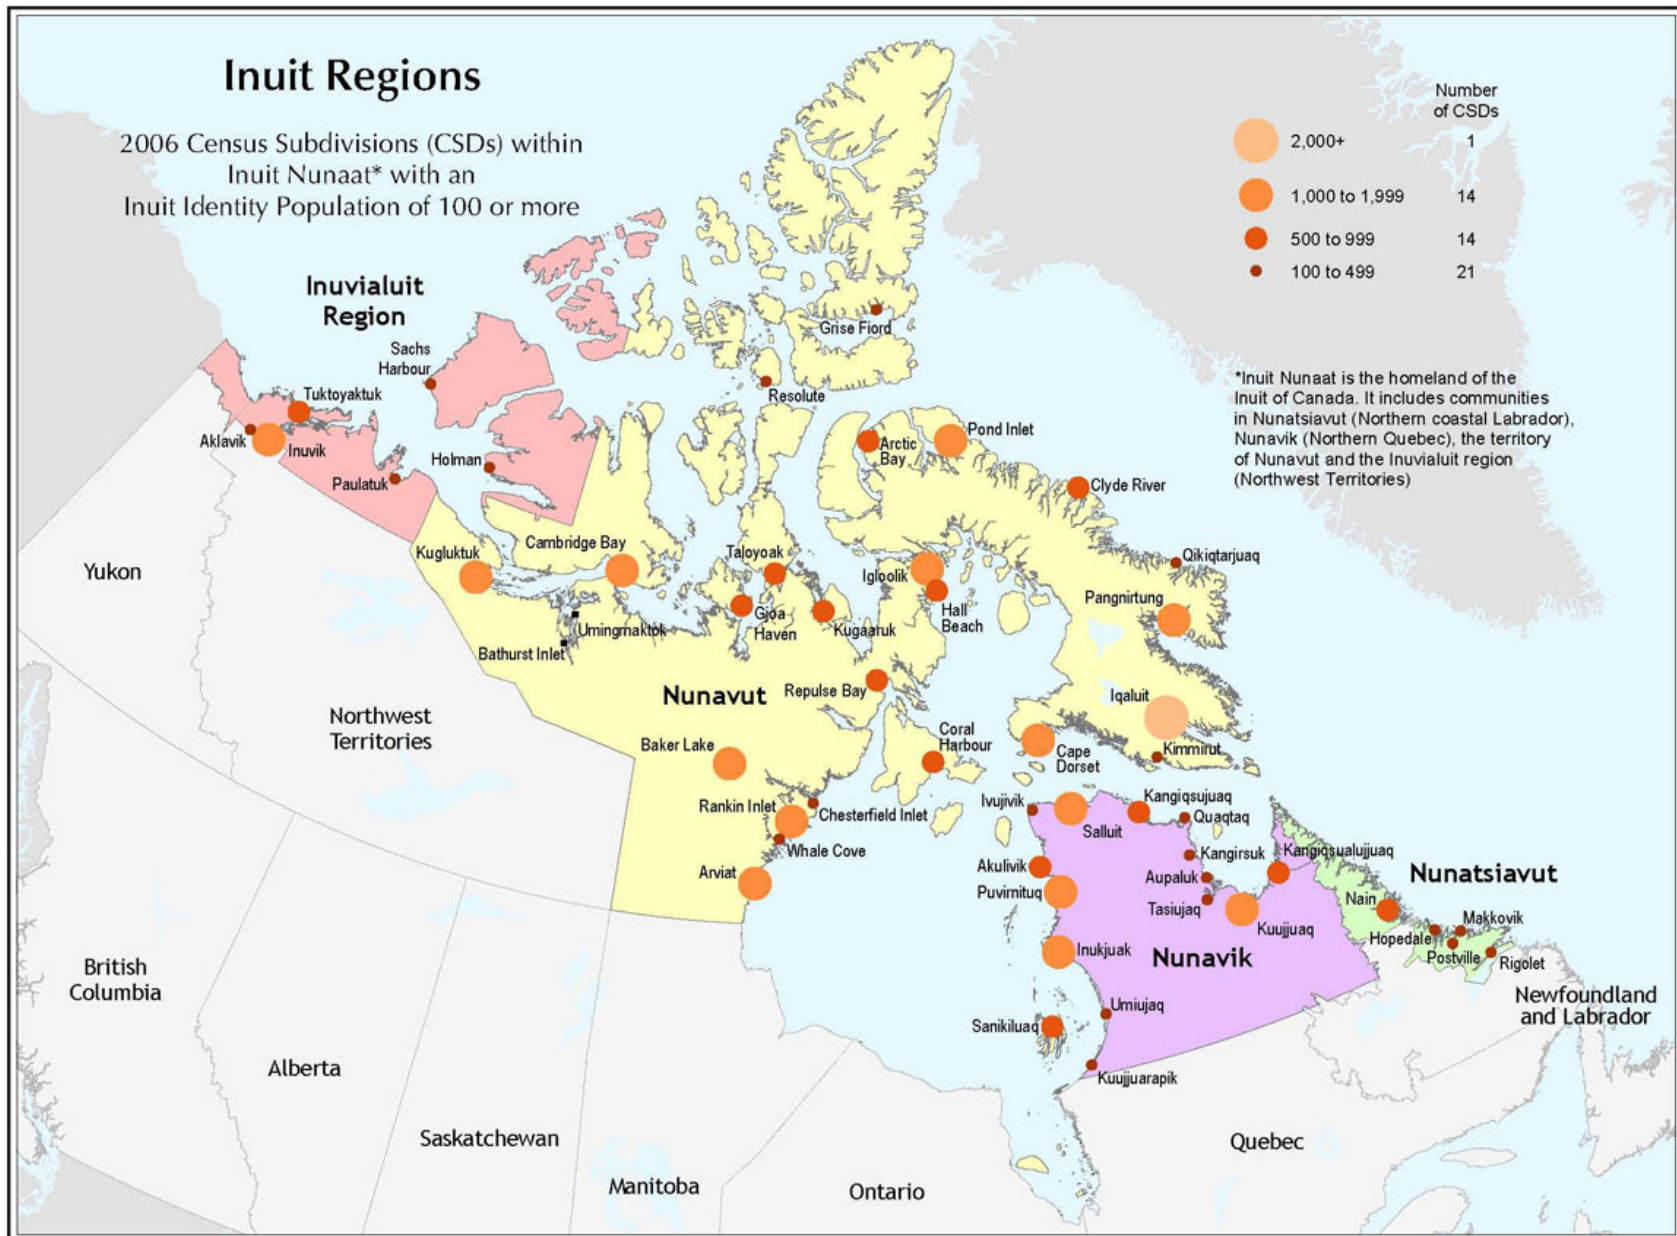 Inuit Regions
2006 Census Subdivisions (CSDs) within
Inuit Nunaat* with an
Inuit Identity Population of 100 or more
Number
of CSDs
2,000+ 1
1,000 to 1,999 14
500 to 999 14
100 to 499 21
*Inuit Nunaat is the homeland of the
Inuit of Canada. It includes communities
in Nunatsiavut (Northern coastal Labrador),
Nunavik (Northern Quebec), the territory
of Nunavut and the Inuvialuit region
(Northwest Territories)
Inuvialuit
Region
Sachs
Harbour
Tuktoyaktuk
Aklavik
Inuvik
Paulatuk
Holman
Grise Fiord
Resolute
Arctic
Bay
Pond Inlet
Clyde River
Qikiqtarjuaq
Pangnirtung
Iqaluit
Kimmirut
Cape
Dorset
Kugluktuk
Cambridge Bay
Taloyoak
Igloolik
Hall
Beach
Gjoa
Haven
Kugaaruk
Umingmaktok
Bathurst Inlet
Nunavut
Repulse Bay
Coral
Harbour
Baker Lake
Rankin Inlet
Chesterfield Inlet
Whale Cove
Arviat
Ivujivik
Salluit
Kangiqsujuaq
Quaqtaq
Kangirsuk
Kangiqsualujjuaq
Akulivik
Aupaluk
Puvirnituq
Tasiujaq
Kuujjuaq
Inukjuak
Nunavik
Umiujaq
Sanikiluaq
Kuujjuarapik
Nunatsiavut
Nain
Makkovik
Hopedale
Postville
Rigolet
Newfoundland
and Labrador
Yukon
Northwest
Territories
British
Columbia
Alberta
Saskatchewan
Manitoba
Ontario
Quebec